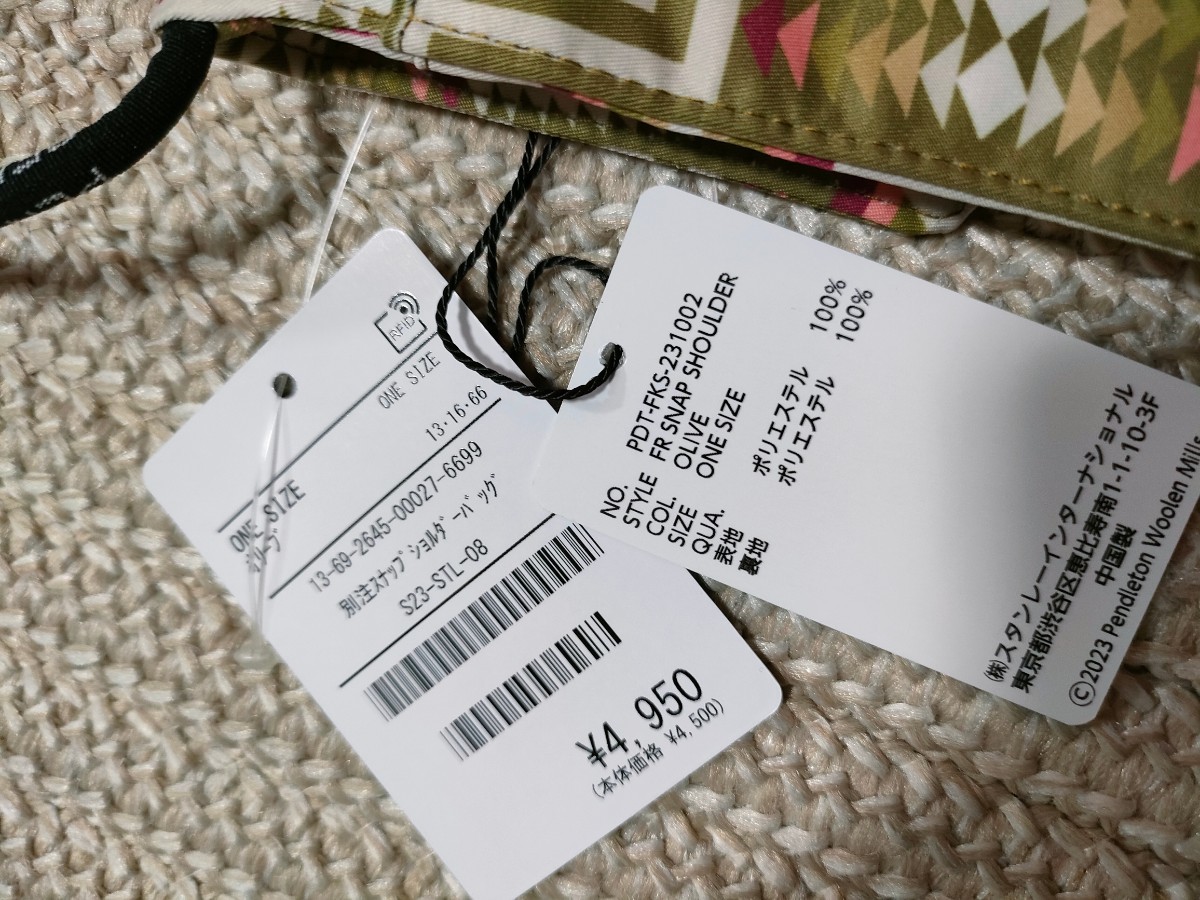 RFID
ONE SIZE
13・16・66
ONE SIZE
13-69-2645-00027-6699
別注スナップショルダーバッグ
S23-STL-08
¥4,950
(本体価格 ¥4,500)
NO. PDT-FKS-231002
STYLE FR SNAP SHOULDER
COL. OLIVE
SIZE ONE SIZE
QUA.
表地 ポリエステル 100%
裏地 ポリエステル 100%
㈱スタンレーインターナショナル
東京都渋谷区恵比寿南1-1-10-3F
中国製
©2023 Pendleton Woolen Mills